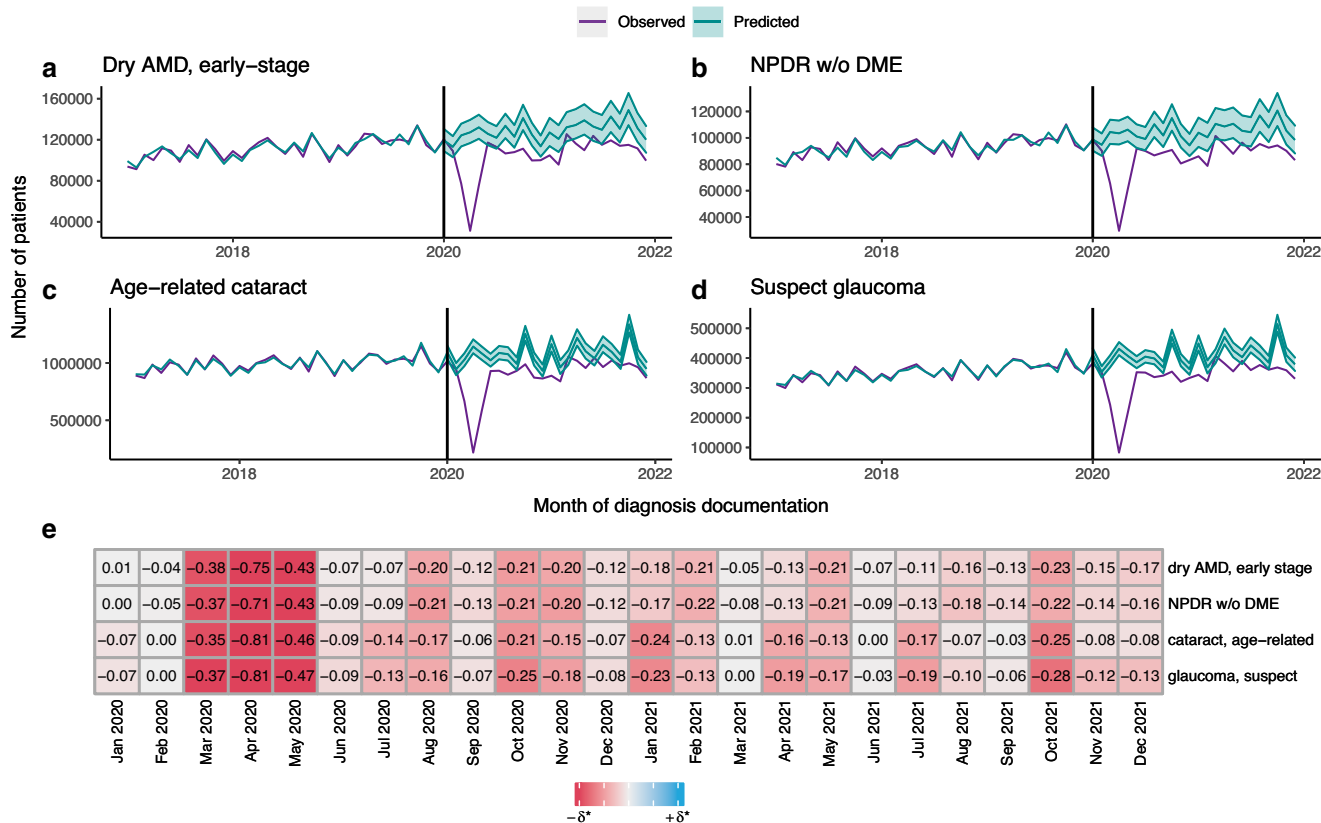 Observed Predicted
a Dry AMD, early−stage
160000
120000
80000
40000
2018 2020 2022
b NPDR w/o DME
120000
100000
80000
60000
40000
2018 2020 2022
Number of patients
c Age−related cataract
1000000
500000
2018 2020 2022
d Suspect glaucoma
500000
400000
300000
200000
100000
2018 2020 2022
Month of diagnosis documentation
e
0.01 −0.04 −0.38 −0.75 −0.43 −0.07 −0.07 −0.20 −0.12 −0.21 −0.20 −0.12 −0.18 −0.21 −0.05 −0.13 −0.21 −0.07 −0.11 −0.16 −0.13 −0.23 −0.15 −0.17 dry AMD, early stage
0.00 −0.05 −0.37 −0.71 −0.43 −0.09 −0.09 −0.21 −0.13 −0.21 −0.20 −0.12 −0.17 −0.22 −0.08 −0.13 −0.21 −0.09 −0.13 −0.18 −0.14 −0.22 −0.14 −0.16 NPDR w/o DME
−0.07 0.00 −0.35 −0.81 −0.46 −0.09 −0.14 −0.17 −0.06 −0.21 −0.15 −0.07 −0.24 −0.13 0.01 −0.16 −0.13 0.00 −0.17 −0.07 −0.03 −0.25 −0.08 −0.08 cataract, age−related
−0.07 0.00 −0.37 −0.81 −0.47 −0.09 −0.13 −0.16 −0.07 −0.25 −0.18 −0.08 −0.23 −0.13 0.00 −0.19 −0.17 −0.03 −0.19 −0.10 −0.06 −0.28 −0.12 −0.13 glaucoma, suspect
Jan 2020 Feb 2020 Mar 2020 Apr 2020 May 2020 Jun 2020 Jul 2020 Aug 2020 Sep 2020 Oct 2020 Nov 2020 Dec 2020 Jan 2021 Feb 2021 Mar 2021 Apr 2021 May 2021 Jun 2021 Jul 2021 Aug 2021 Sep 2021 Oct 2021 Nov 2021 Dec 2021
−δ* +δ*